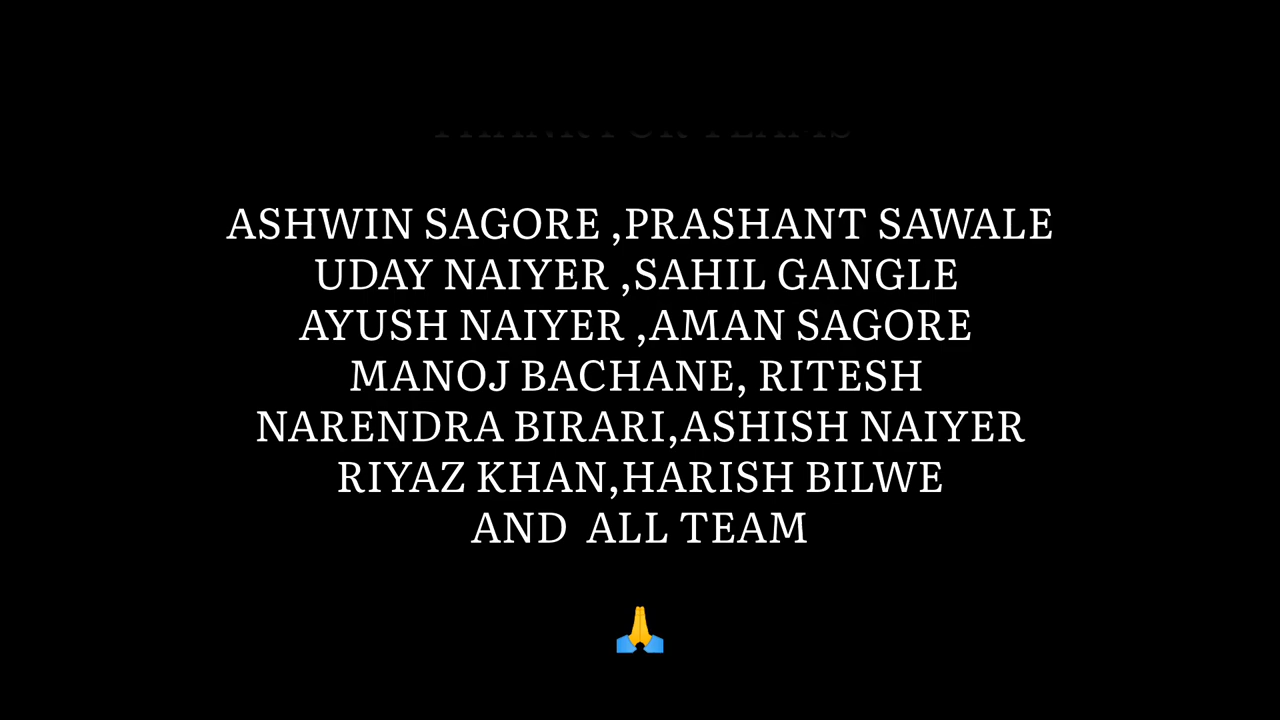 ASHWIN SAGORE ,PRASHANT SAWALE
UDAY NAIYER ,SAHIL GANGLE
AYUSH NAIYER ,AMAN SAGORE
MANOJ BACHANE, RITESH
NARENDRA BIRARI,ASHISH NAIYER
RIYAZ KHAN,HARISH BILWE
AND  ALL TEAM
🙏